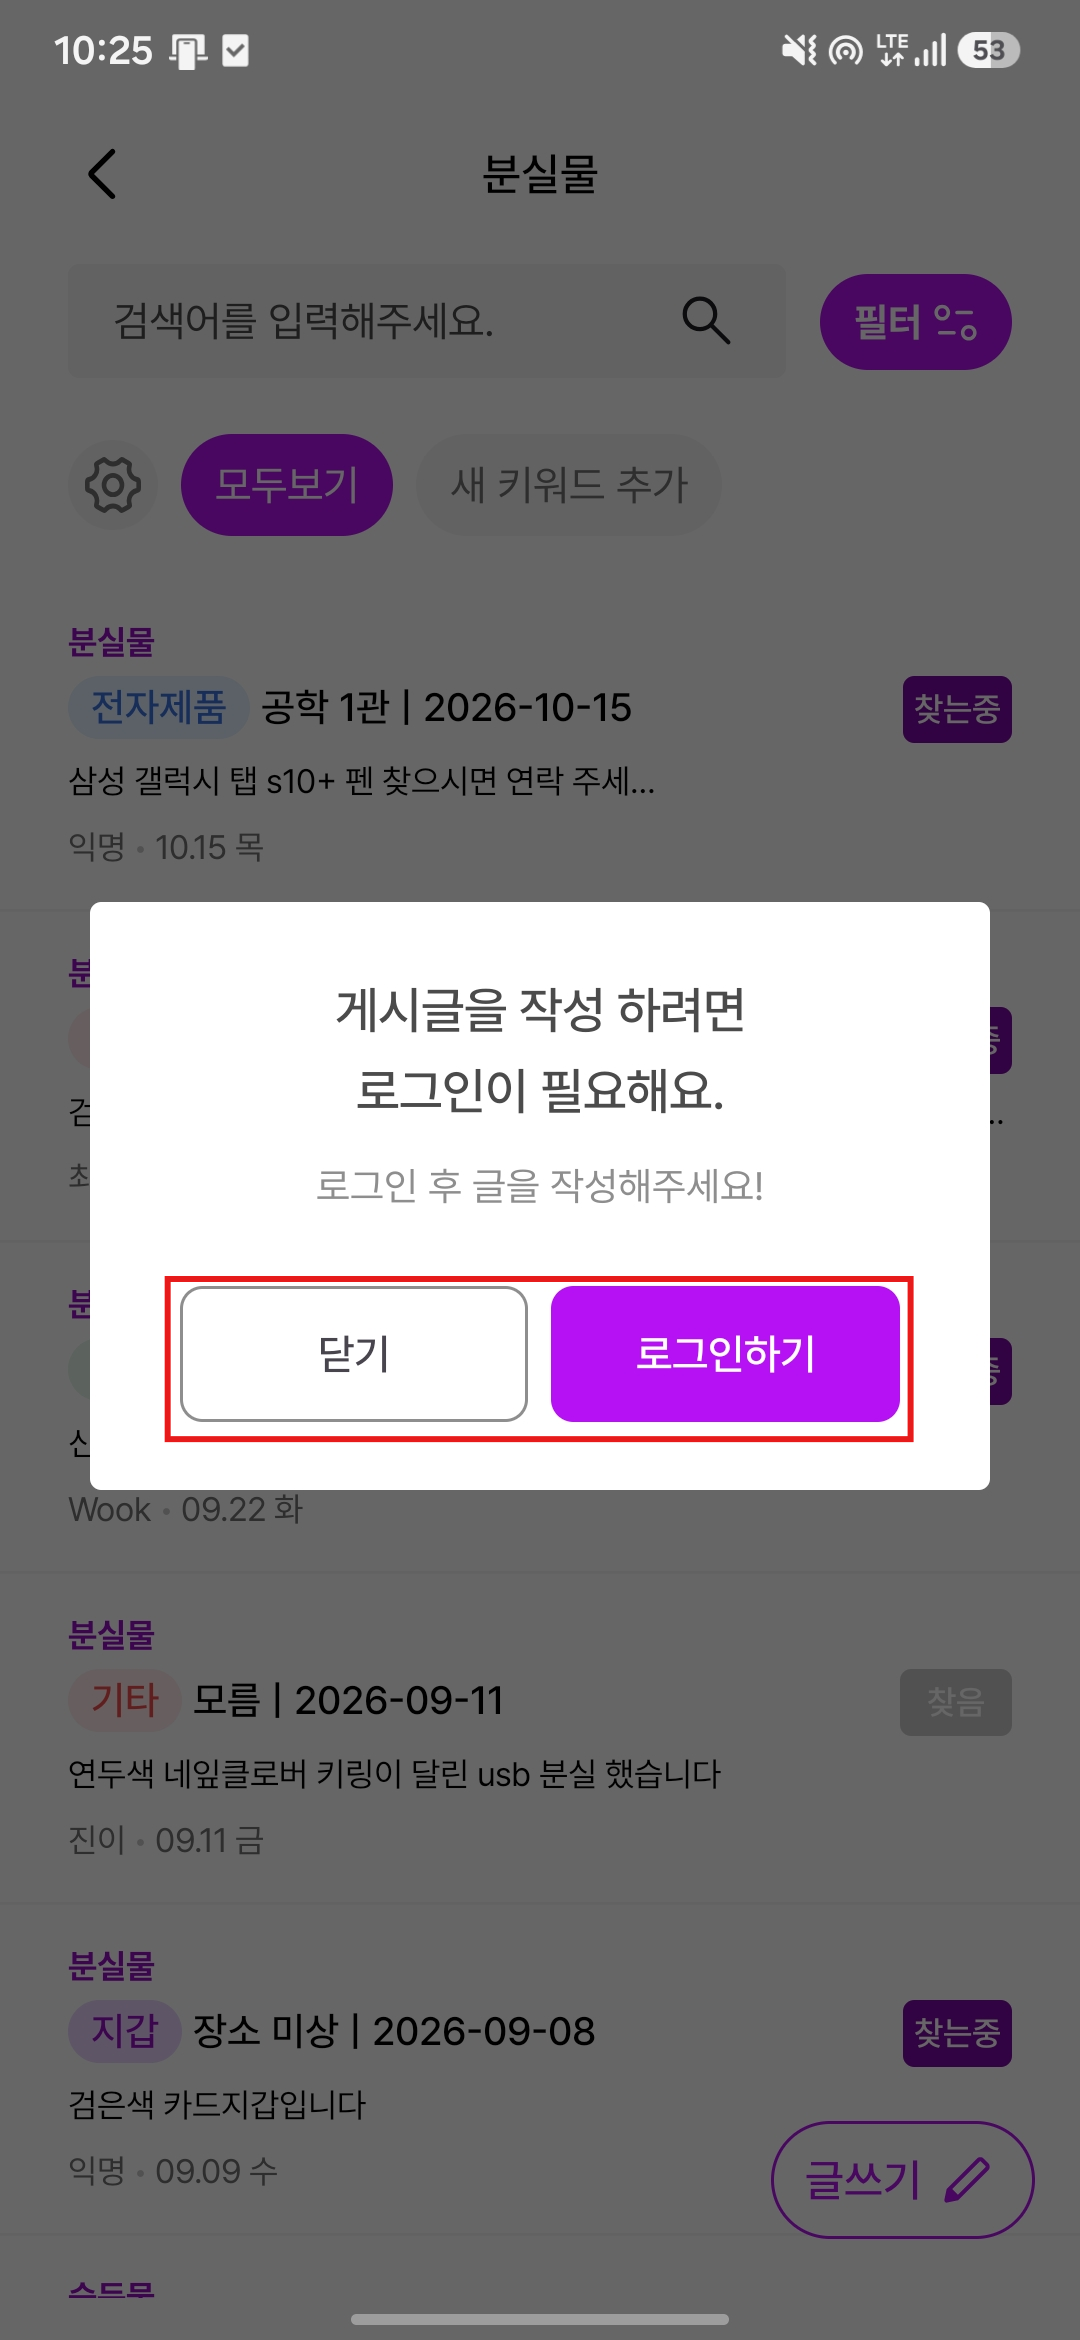 10:25 LTE 53
분실물
검색어를 입력해주세요.
필터
모두보기
새 키워드 추가
분실물
전자제품 공학 1관 | 2026-10-15
찾는중
삼성 갤럭시 탭 s10+ 펜 찾으시면 연락 주세...
익명 • 10.15 목
게시글을 작성 하려면
로그인이 필요해요.
로그인 후 글을 작성해주세요!
닫기
로그인하기
Wook • 09.22 화
분실물
기타 모름 | 2026-09-11
찾음
연두색 네잎클로버 키링이 달린 usb 분실 했습니다
진이 • 09.11 금
분실물
지갑 장소 미상 | 2026-09-08
찾는중
검은색 카드지갑입니다
익명 • 09.09 수
글쓰기